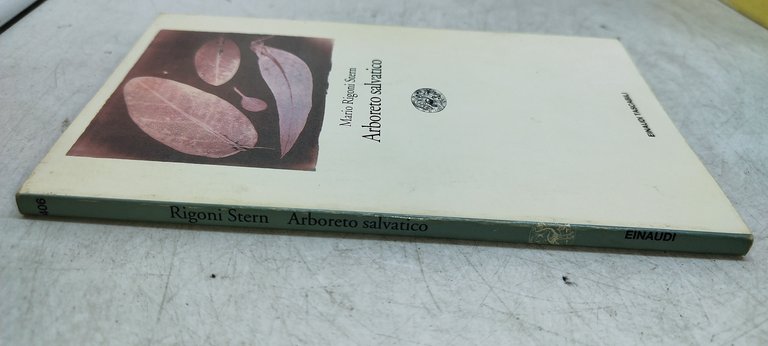 Mario Rigoni Stern
Arboreto salvatico
EINAUDI TASCABILI
406 Rigoni Stern Arboreto salvatico EINAUDI